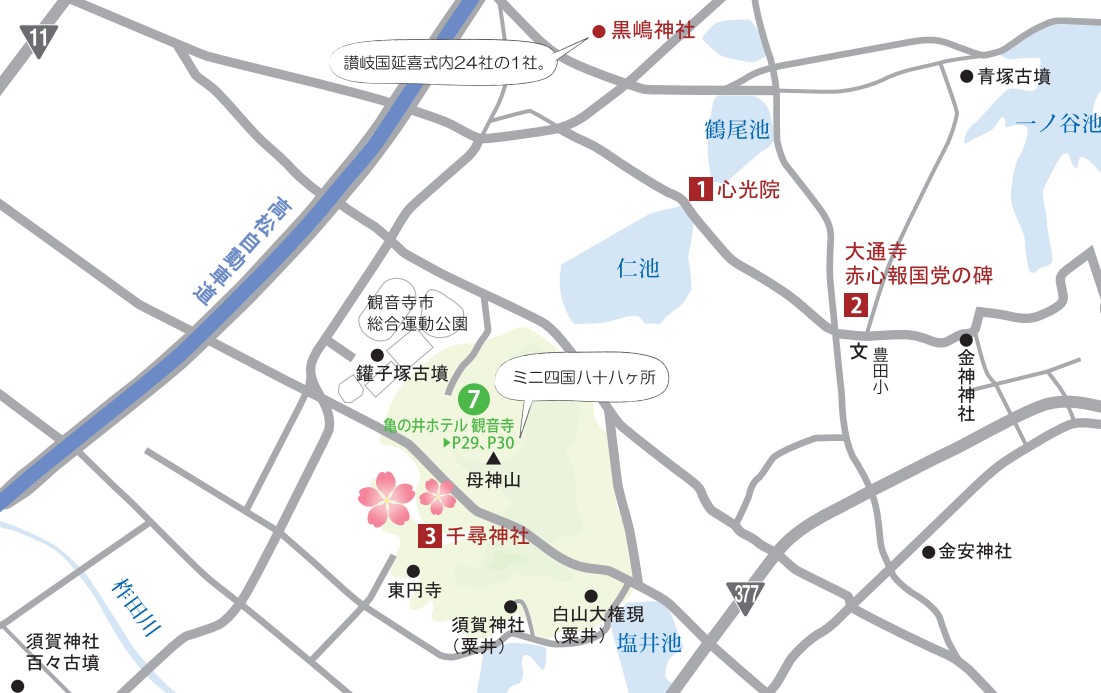 11
黒嶋神社
讃岐国延喜式内24社の1社。
青塚古墳
一ノ谷池
鶴尾池
1 心光院
高松自動車道
仁池
大通寺
赤心報国党の碑
2
文
豊田小
金神神社
観音寺市
総合運動公園
鑵子塚古墳
ミニ四国八十八ヶ所
7
亀の井ホテル 観音寺
▶P29、P30
▲
母神山
3 千尋神社
金安神社
377
東円寺
柞田川
須賀神社
(粟井)
白山大権現
(粟井)
塩井池
須賀神社
百々古墳